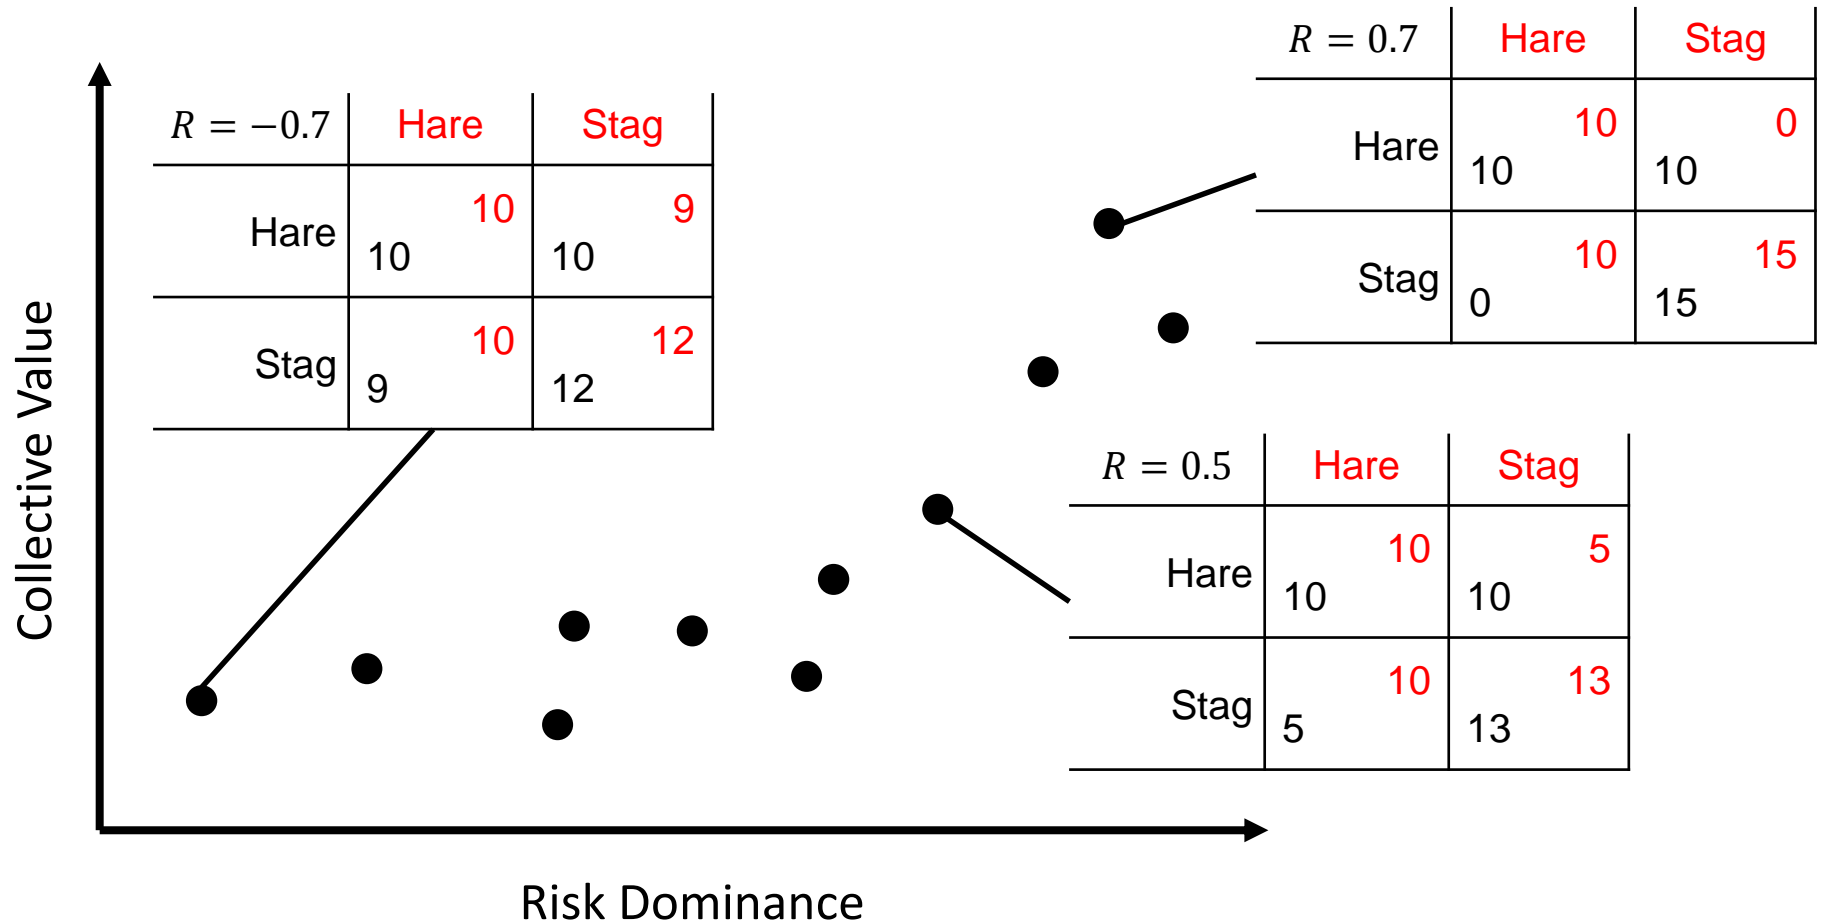 Collective Value
R = −0.7 Hare Stag
Hare 10 10 10 9
Stag 9 10 12 12
R = 0.7 Hare Stag
Hare 10 10 10 0
Stag 0 10 15 15
R = 0.5 Hare Stag
Hare 10 10 10 5
Stag 5 10 13 13
Risk Dominance